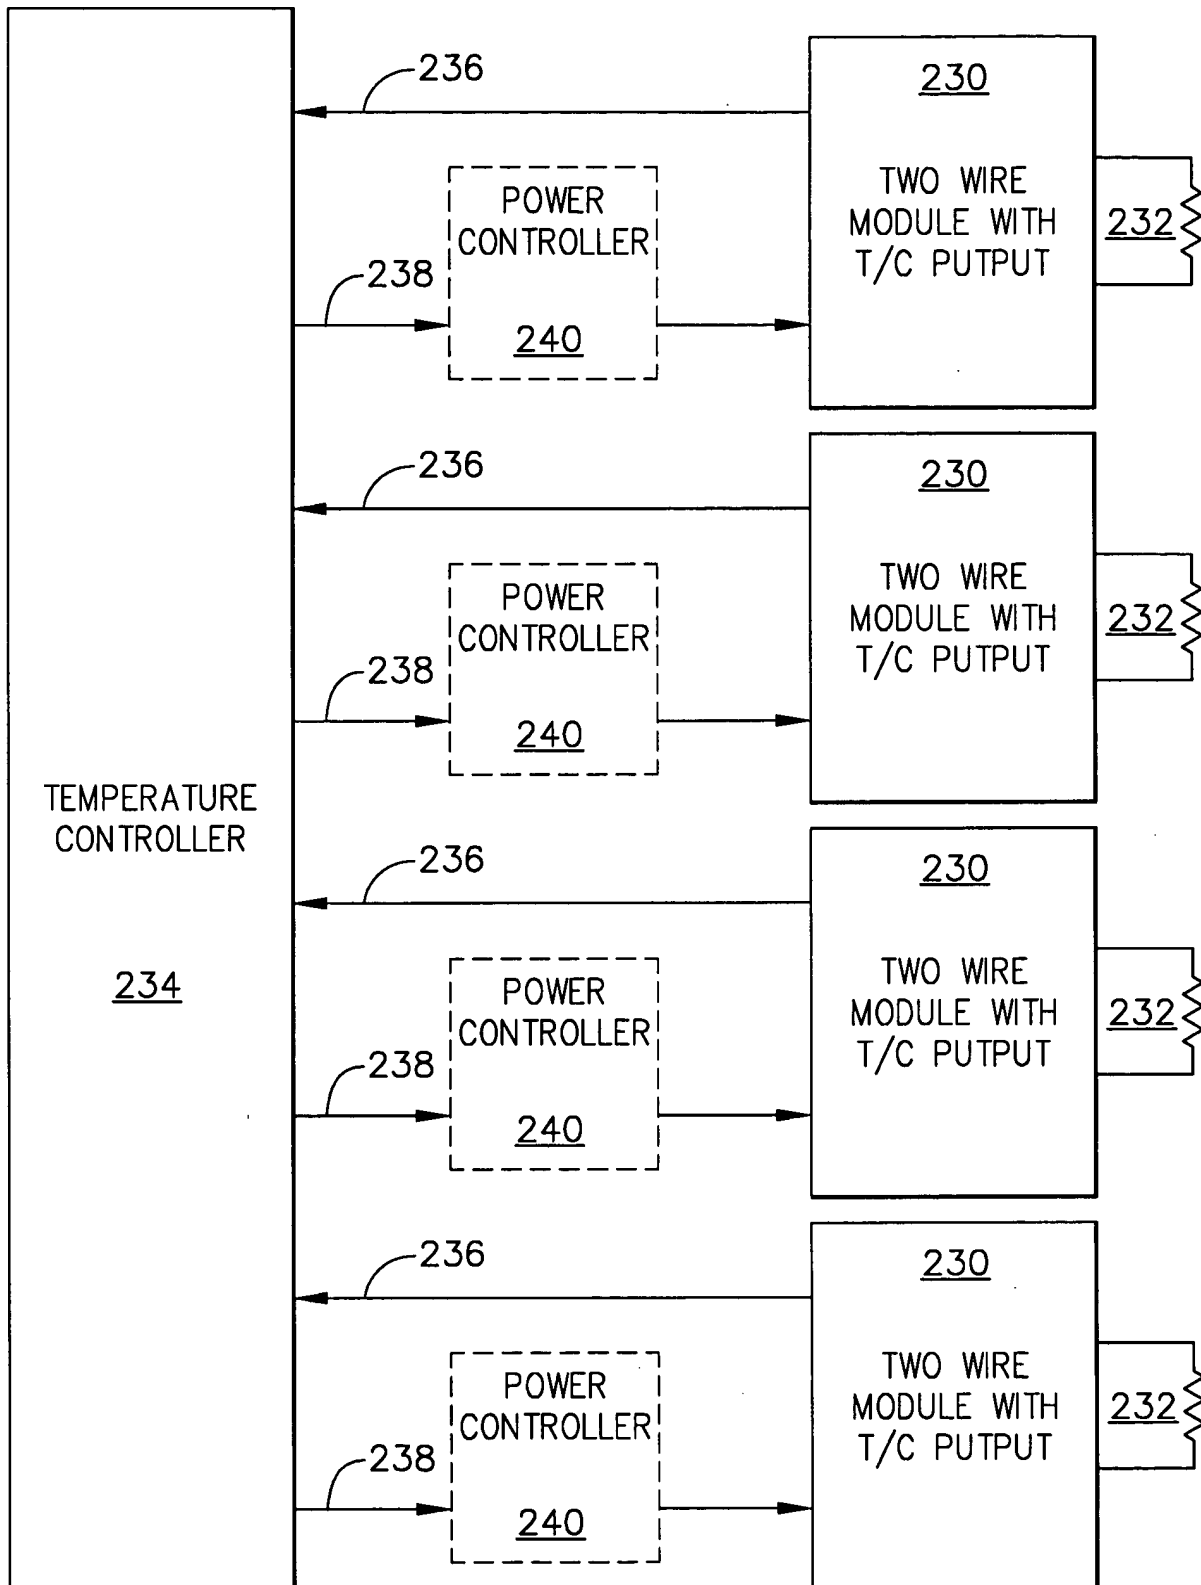 236
230
POWER
CONTROLLER
TWO WIRE
MODULE WITH
T/C PUTPUT
232
238
240
236
230
POWER
CONTROLLER
TWO WIRE
MODULE WITH
T/C PUTPUT
232
238
240
TEMPERATURE
CONTROLLER
234
236
230
POWER
CONTROLLER
TWO WIRE
MODULE WITH
T/C PUTPUT
232
238
240
236
230
POWER
CONTROLLER
TWO WIRE
MODULE WITH
T/C PUTPUT
232
238
240